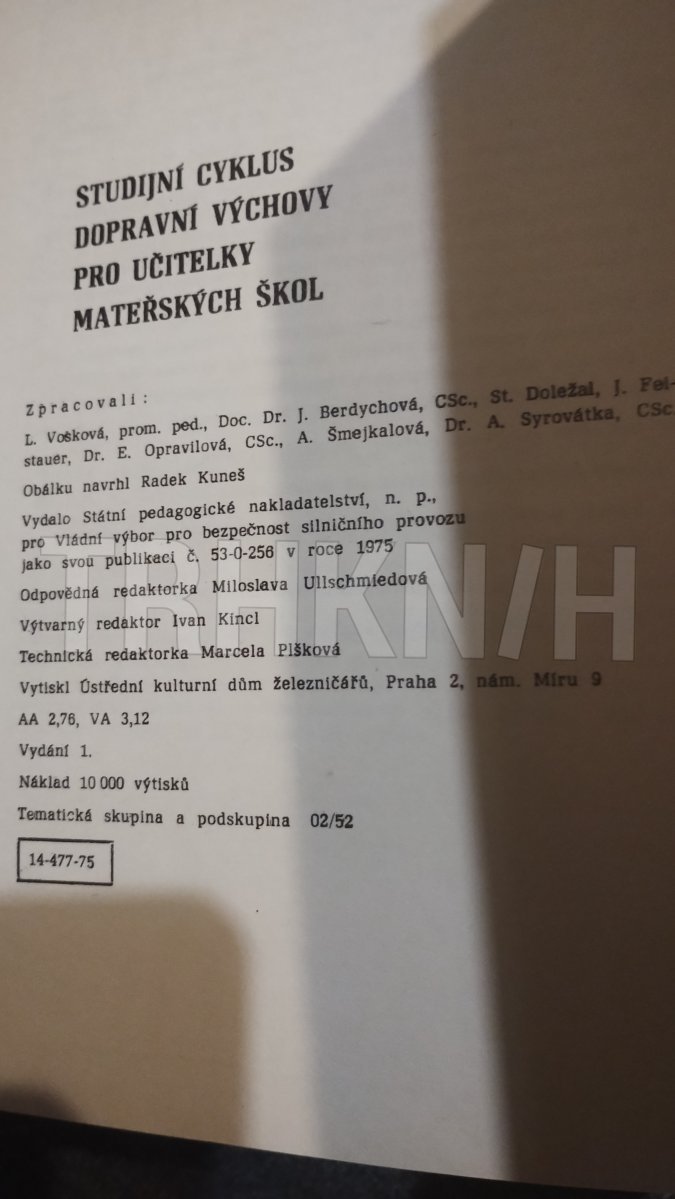 STUDIJNÍ CYKLUS
DOPRAVNÍ VÝCHOVY
PRO UČITELKY
MATEŘSKÝCH ŠKOL
Zpracovali:
L. Vošková, prom. ped., Doc. Dr. J. Berdychová, CSc., St. Doležal, J. Fei-
stauer, Dr. E. Opravilová, CSc., A. Šmejkalová, Dr. A. Syrovátka, CSc.
Obálku navrhl Radek Kuneš
Vydalo Státní pedagogické nakladatelství, n. p.,
pro Vládní výbor pro bezpečnost silničního provozu
jako svou publikaci č. 53-0-256 v roce 1975
Odpovědná redaktorka Miloslava Ullschmiedová
Výtvarný redaktor Ivan Kincl
Technická redaktorka Marcela Plšková
Vytiskl Ústřední kulturní dům železničářů, Praha 2, nám. Míru 9
AA 2,76, VA 3,12
Vydání 1.
Náklad 10 000 výtisků
Tematická skupina a podskupina 02/52
14-477-75
TRHKN/H